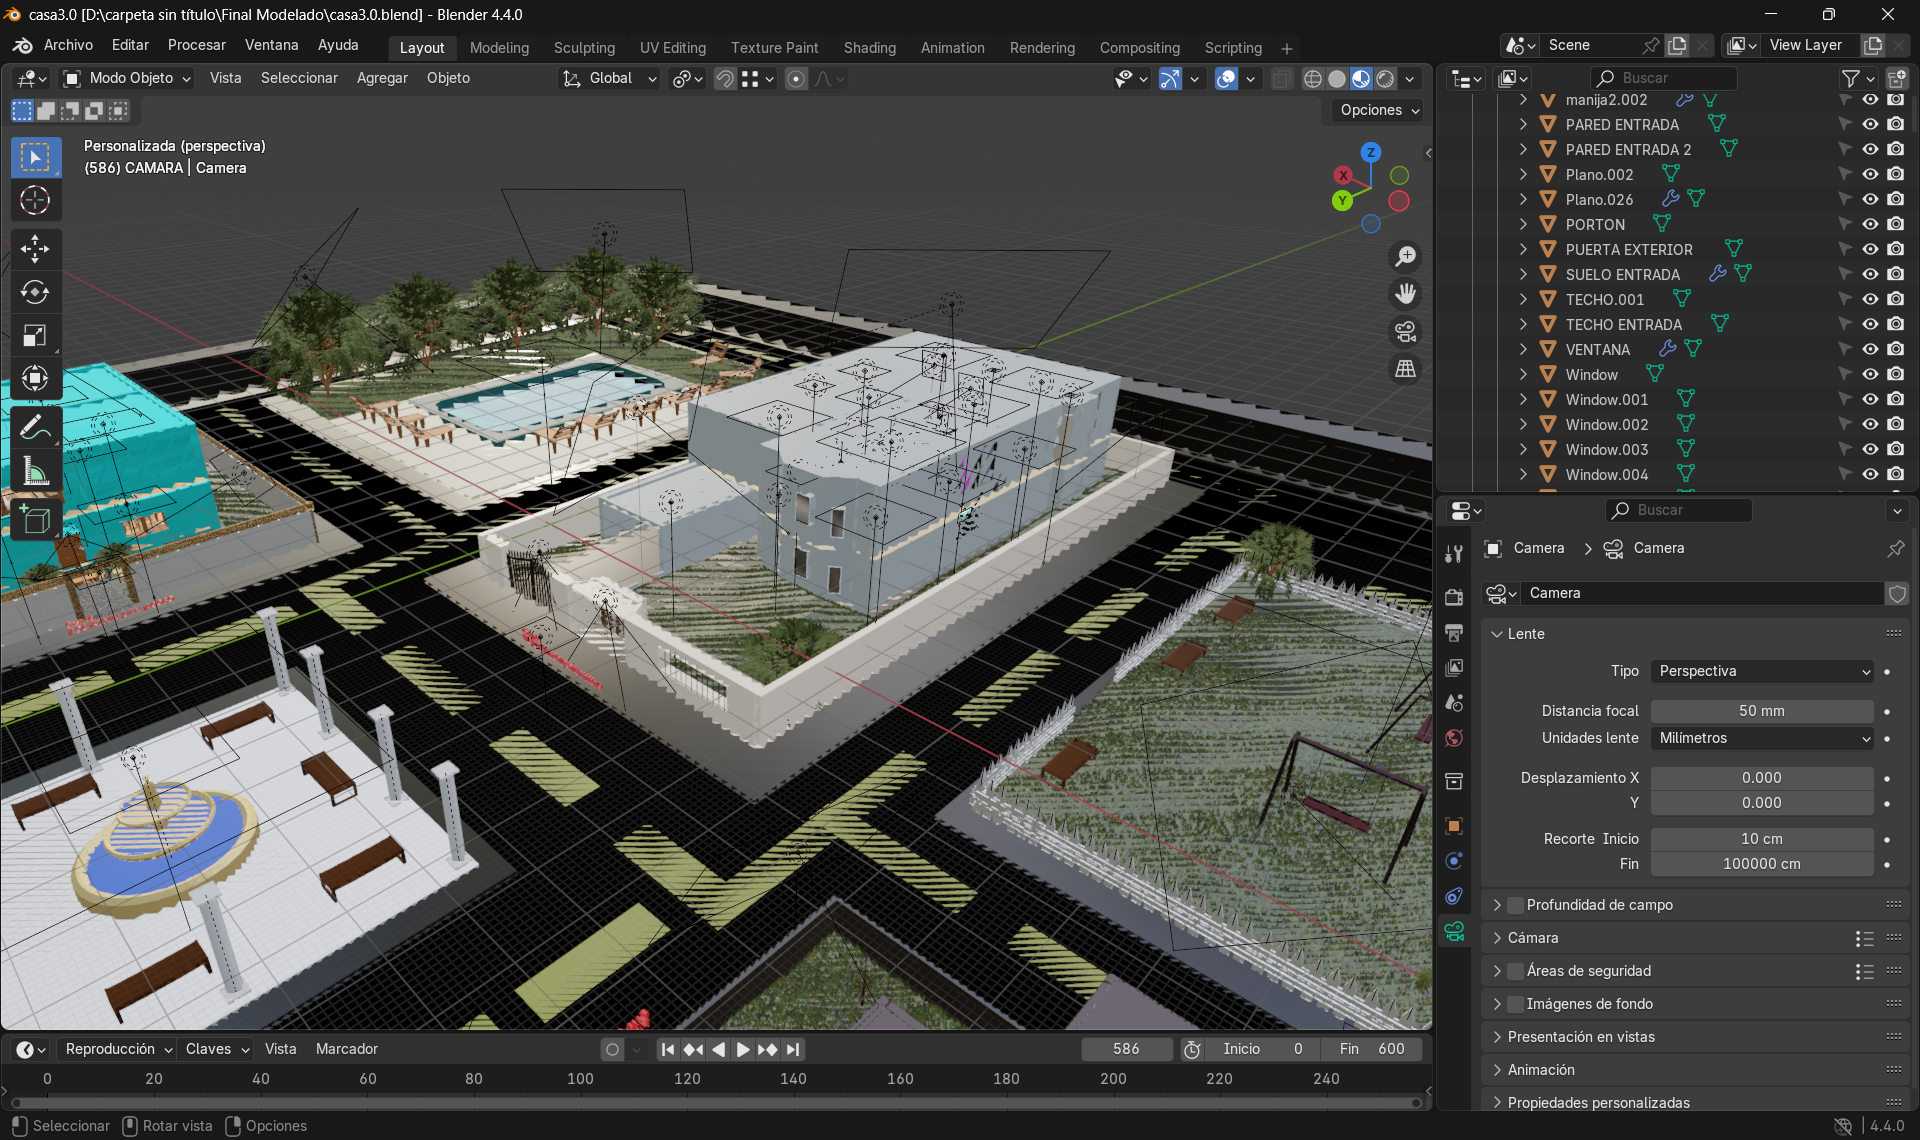 casa3.0 [D:\carpeta sin título\Final Modelado\casa3.0.blend] - Blender 4.4.0
Archivo Editar Procesar Ventana Ayuda
Layout Modeling Sculpting UV Editing Texture Paint Shading Animation Rendering Compositing Scripting +
Scene
View Layer
Modo Objeto Vista Seleccionar Agregar Objeto
Global
Opciones
Personalizada (perspectiva)
(586) CAMARA | Camera
Z
X
Y
Buscar
manija2.002
PARED ENTRADA
PARED ENTRADA 2
Plano.002
Plano.026
PORTON
PUERTA EXTERIOR
SUELO ENTRADA
TECHO.001
TECHO ENTRADA
VENTANA
Window
Window.001
Window.002
Window.003
Window.004
Buscar
Camera > Camera
Camera
Lente
Tipo Perspectiva
Distancia focal 50 mm
Unidades lente Milímetros
Desplazamiento X 0.000
Y 0.000
Recorte Inicio 10 cm
Fin 100000 cm
Profundidad de campo
Cámara
Áreas de seguridad
Imágenes de fondo
Presentación en vistas
Animación
Propiedades personalizadas
Reproducción Claves Vista Marcador
586
Inicio 0
Fin 600
0 20 40 60 80 100 120 140 160 180 200 220 240
Seleccionar Rotar vista Opciones
4.4.0